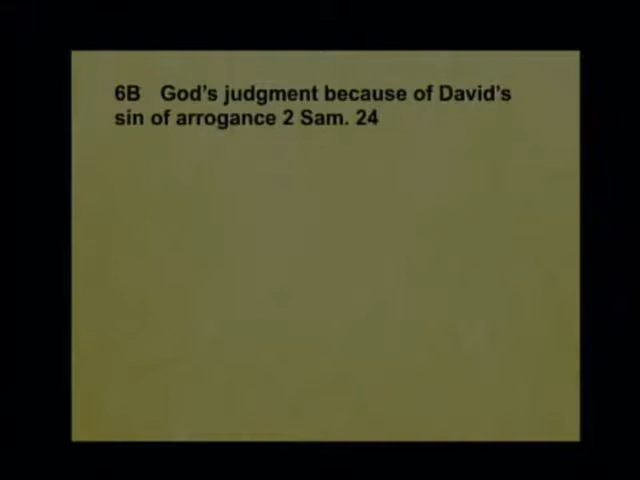 6B God's judgment because of David's
sin of arrogance 2 Sam. 24